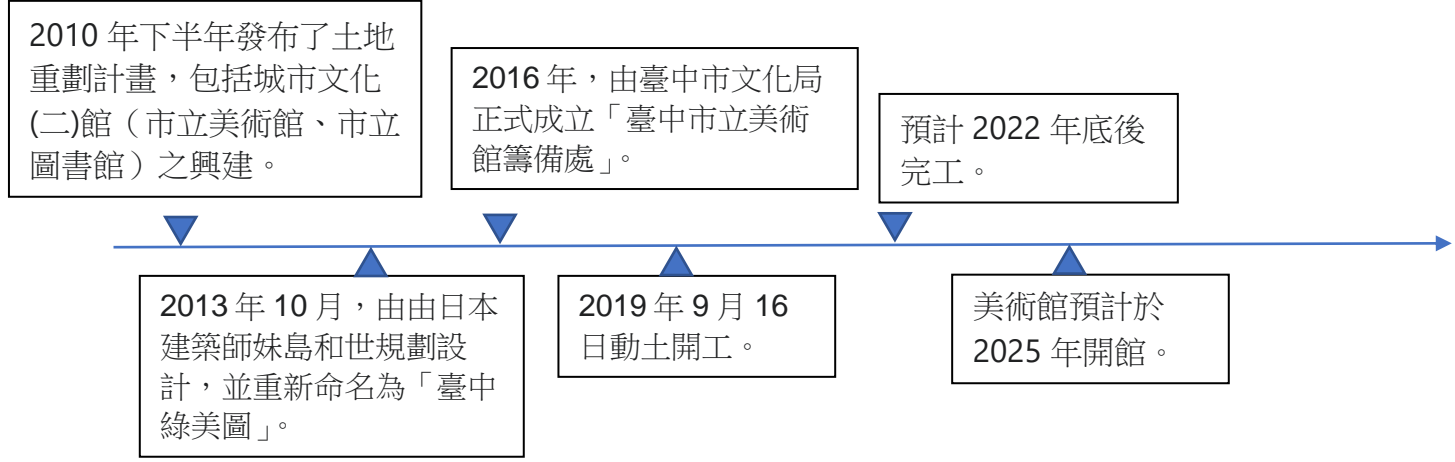 2010 年下半年發布了土地
重劃計畫，包括城市文化
(二)館（市立美術館、市立
圖書館）之興建。
2016 年，由臺中市文化局
正式成立「臺中市立美術
館籌備處」。
預計 2022 年底後
完工。
2013 年 10 月，由由日本
建築師妹島和世規劃設
計，並重新命名為「臺中
綠美圖」。
2019 年 9 月 16
日動土開工。
美術館預計於
2025 年開館。